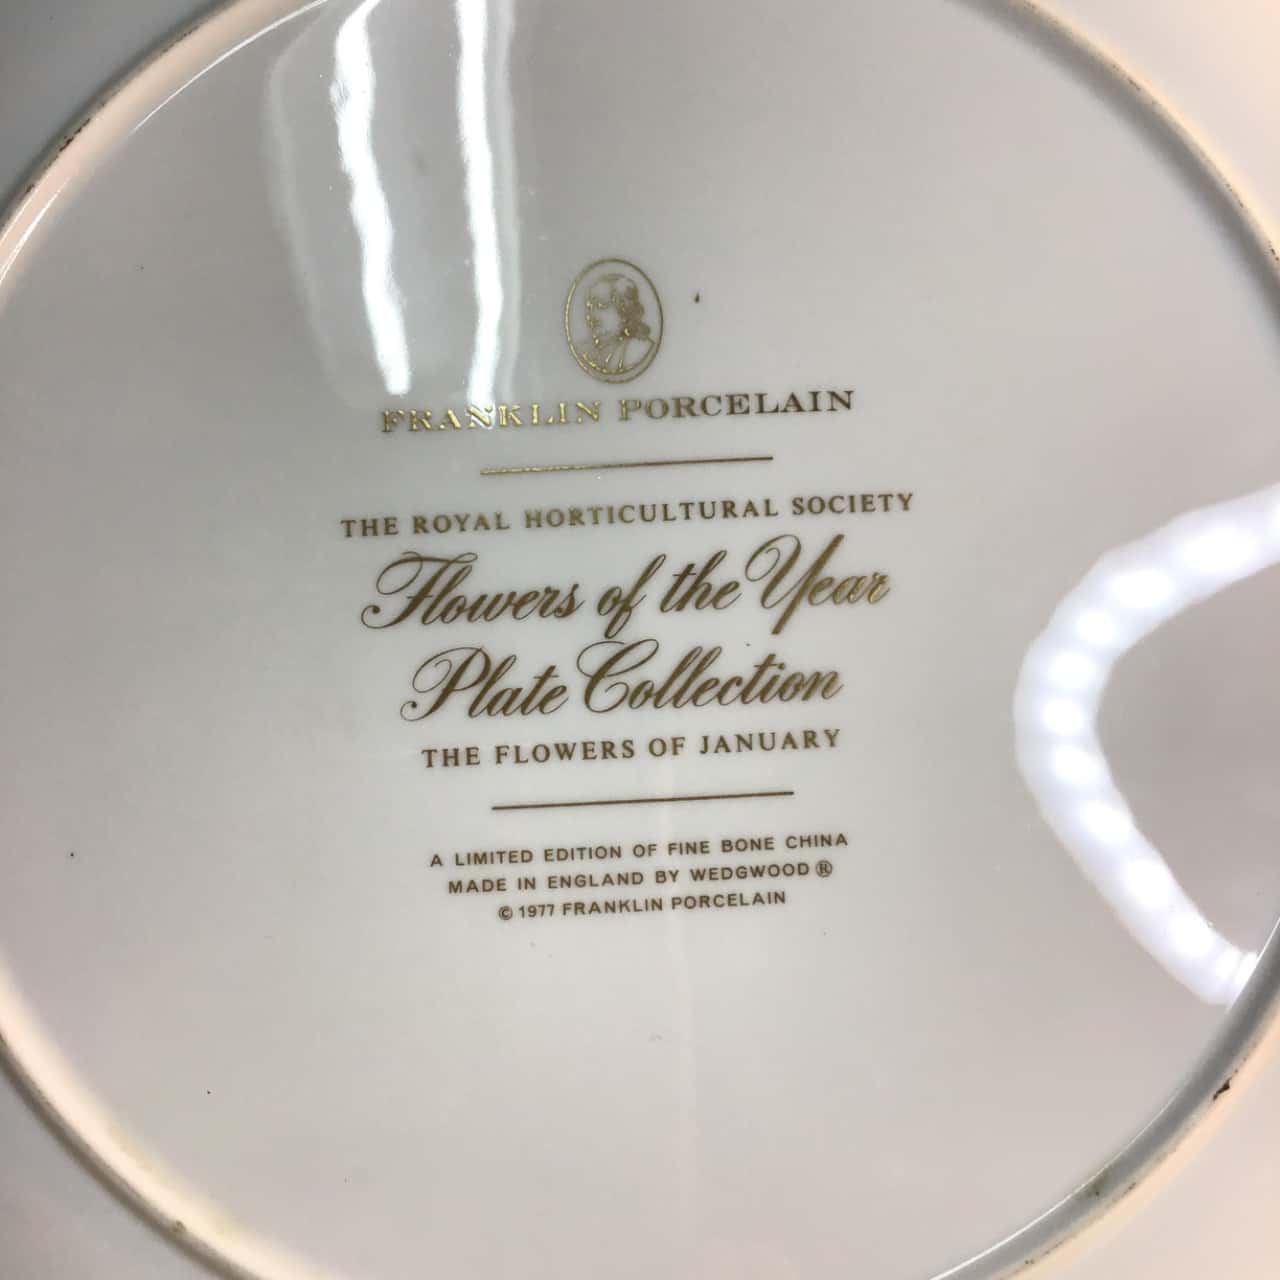 FRANKLIN PORCELAIN
THE ROYAL HORTICULTURAL SOCIETY
Flowers of the Year
Plate Collection
THE FLOWERS OF JANUARY
A LIMITED EDITION OF FINE BONE CHINA
MADE IN ENGLAND BY WEDGWOOD ®
© 1977 FRANKLIN PORCELAIN